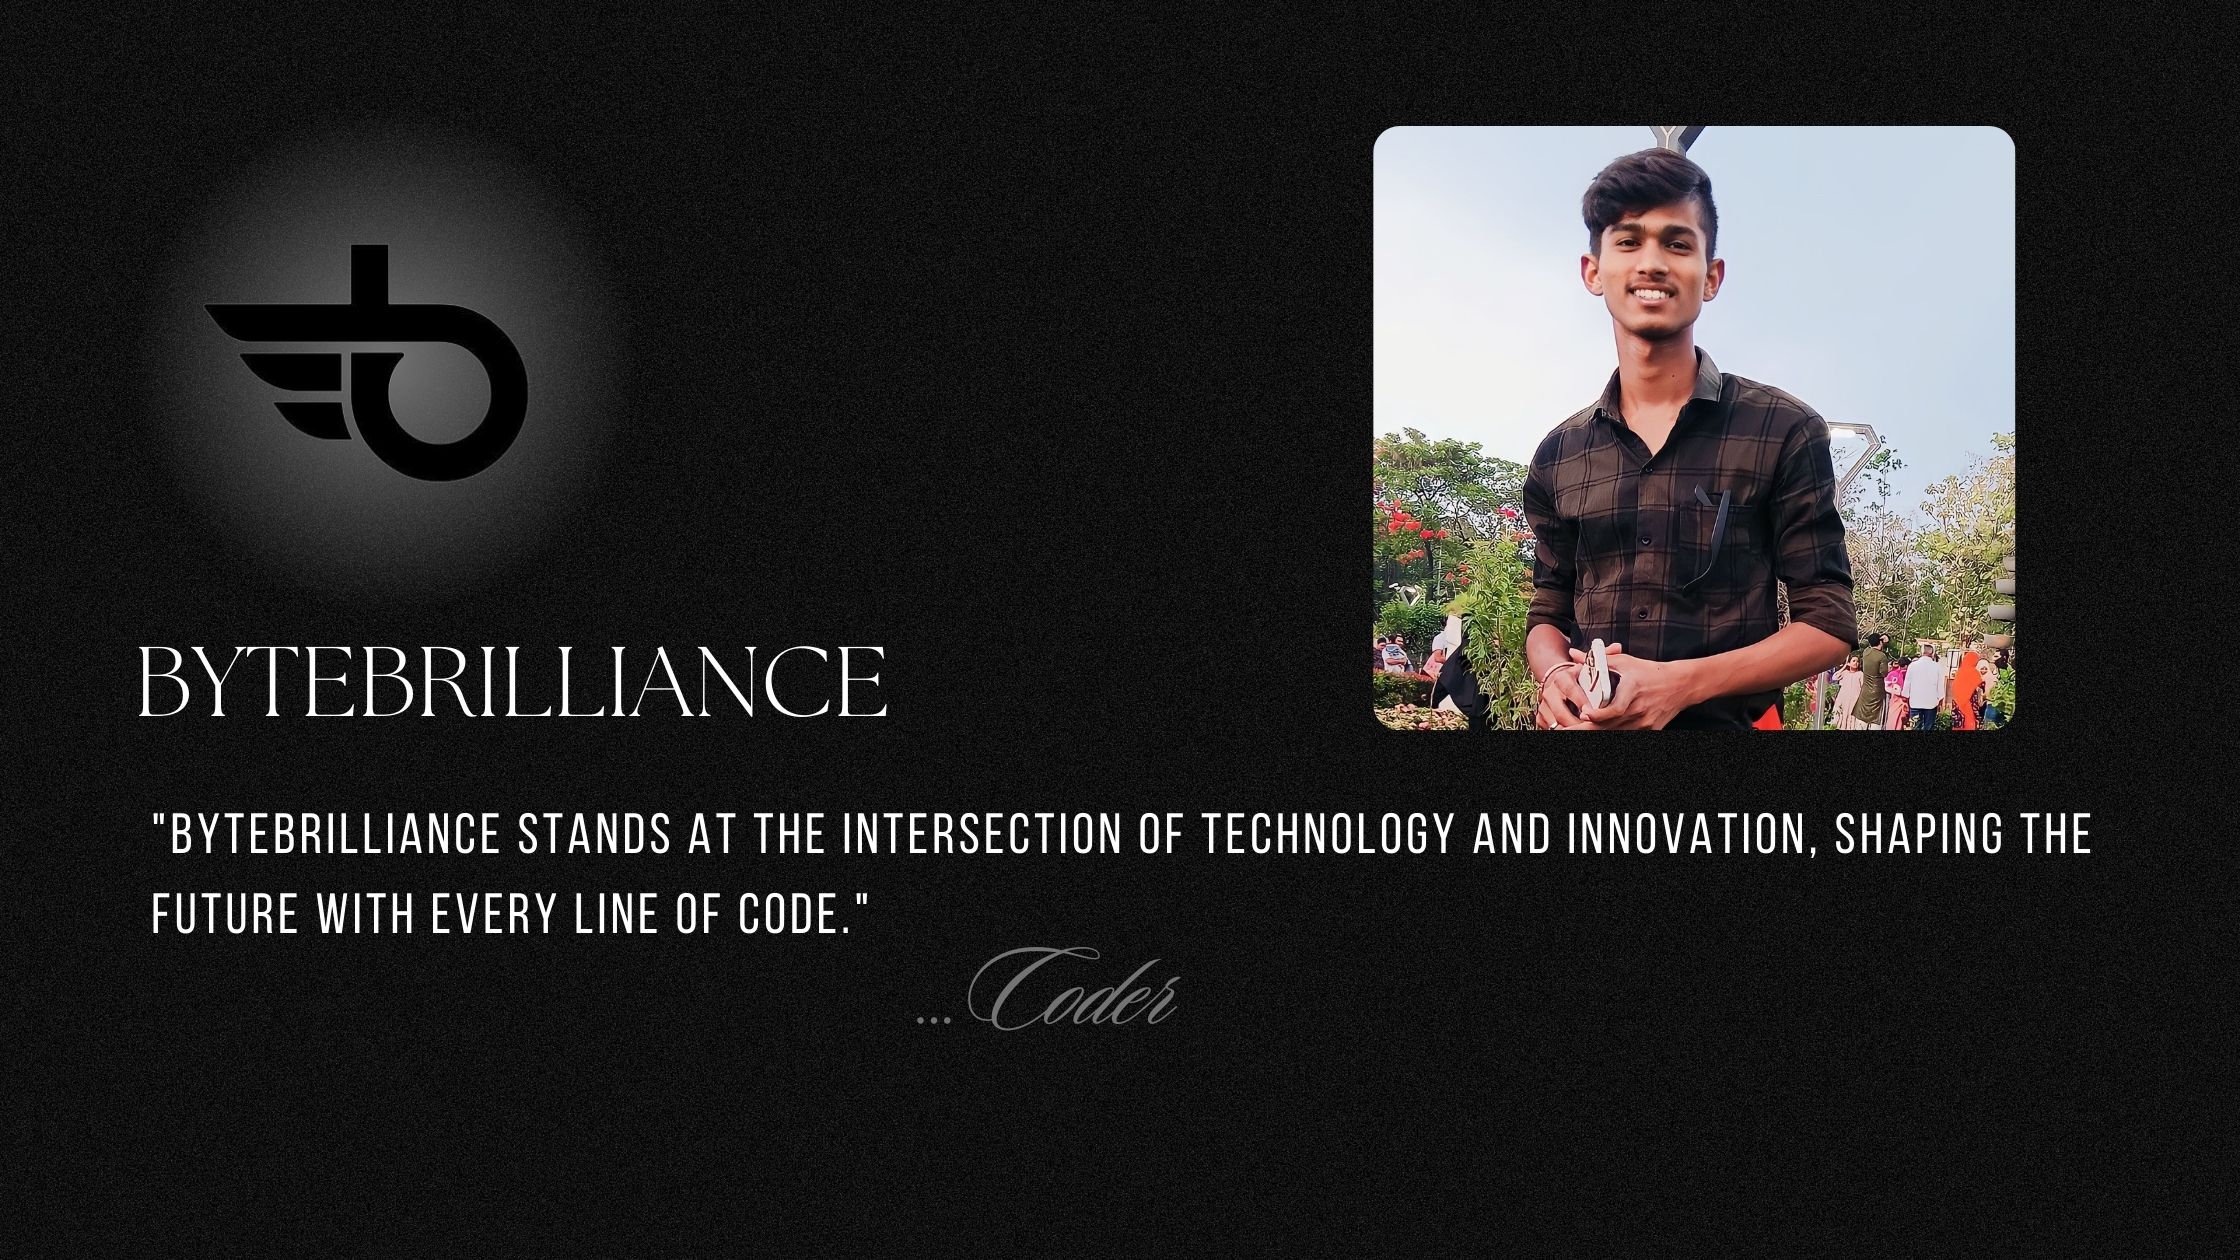 BYTEBRILLIANCE
"BYTEBRILLIANCE STANDS AT THE INTERSECTION OF TECHNOLOGY AND INNOVATION, SHAPING THE
FUTURE WITH EVERY LINE OF CODE."
... Coder